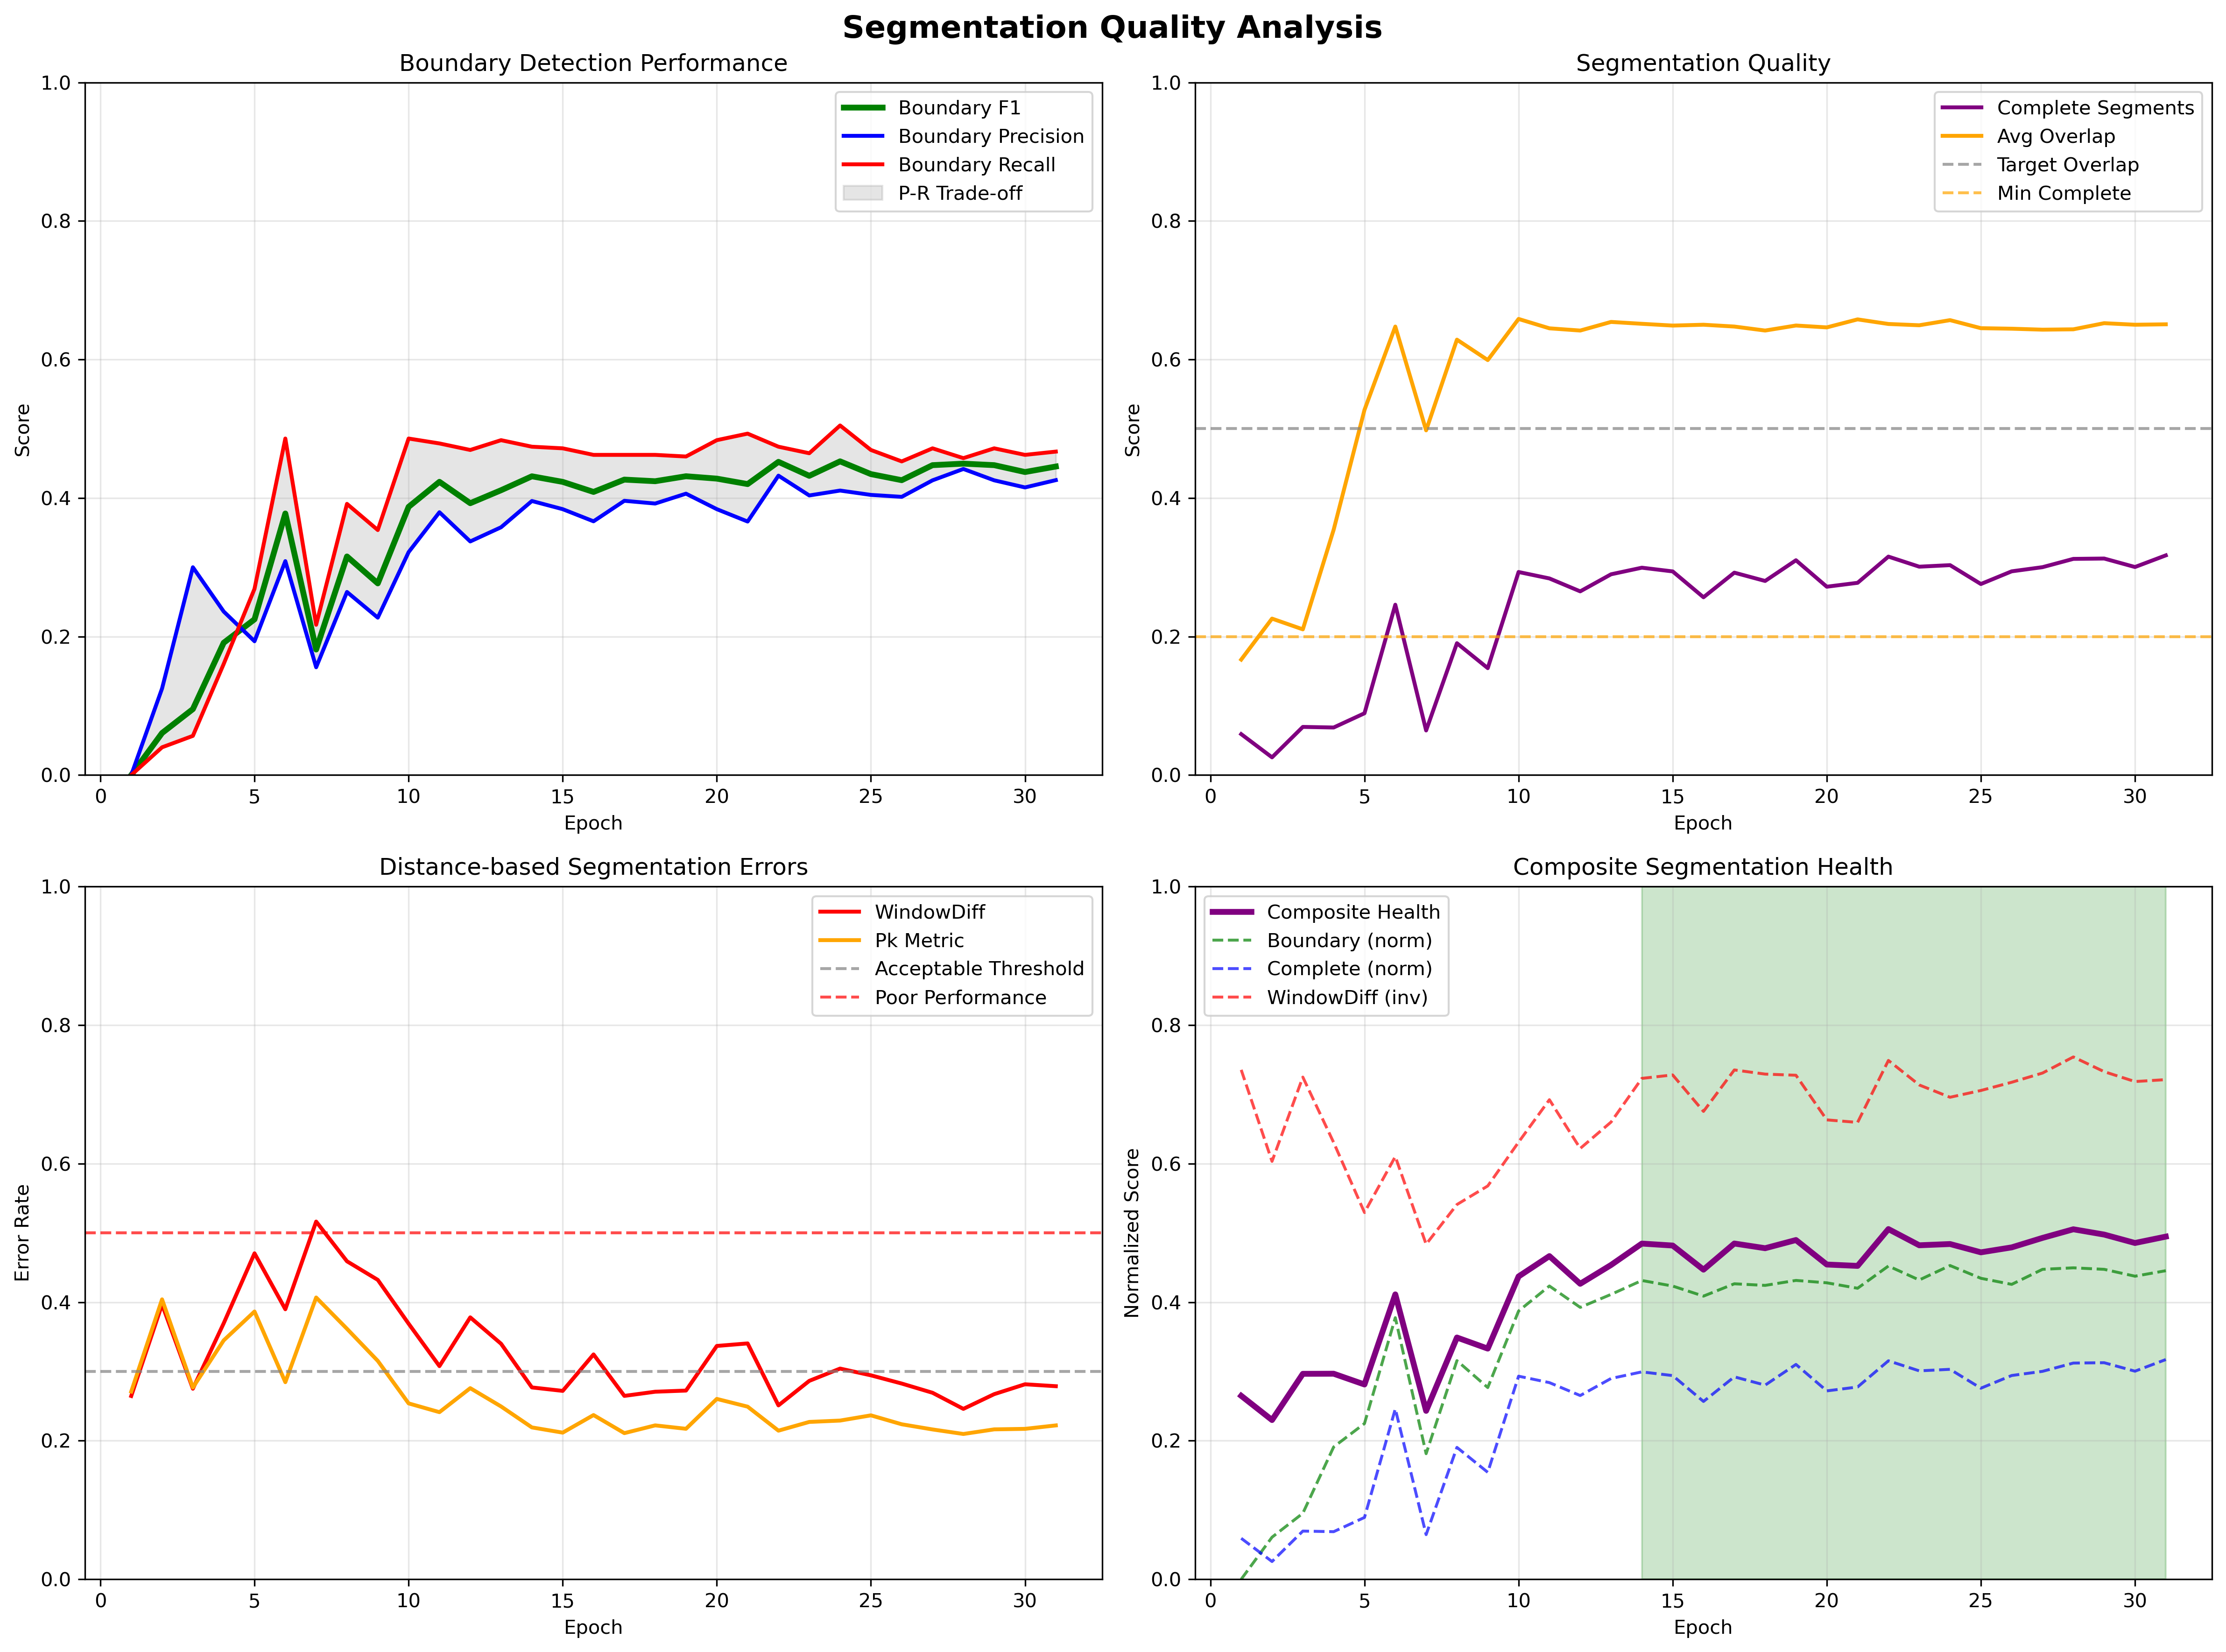 Segmentation Quality Analysis
Boundary Detection Performance
1.0
0.8
0.6
0.4
0.2
0.0
Score
0 5 10 15 20 25 30
Epoch
Boundary F1
Boundary Precision
Boundary Recall
P-R Trade-off
Segmentation Quality
1.0
0.8
0.6
0.4
0.2
0.0
Score
0 5 10 15 20 25 30
Epoch
Complete Segments
Avg Overlap
Target Overlap
Min Complete
Distance-based Segmentation Errors
1.0
0.8
0.6
0.4
0.2
0.0
Error Rate
0 5 10 15 20 25 30
Epoch
WindowDiff
Pk Metric
Acceptable Threshold
Poor Performance
Composite Segmentation Health
1.0
0.8
0.6
0.4
0.2
0.0
Normalized Score
0 5 10 15 20 25 30
Epoch
Composite Health
Boundary (norm)
Complete (norm)
WindowDiff (inv)